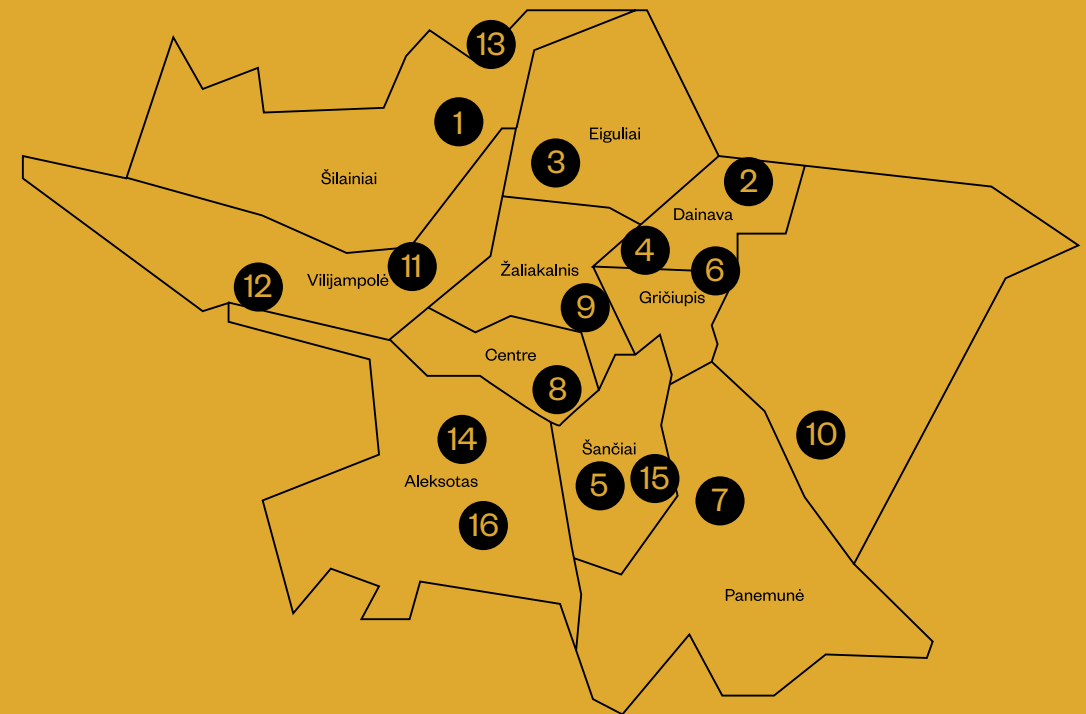 13
1
Eiguliai
3
Šilainiai
2
Dainava
4
11
Žaliakalnis
6
Vilijampolė
12
Gričiupis
9
Centre
8
14
10
Šančiai
Aleksotas
5
15
7
16
Panemunė